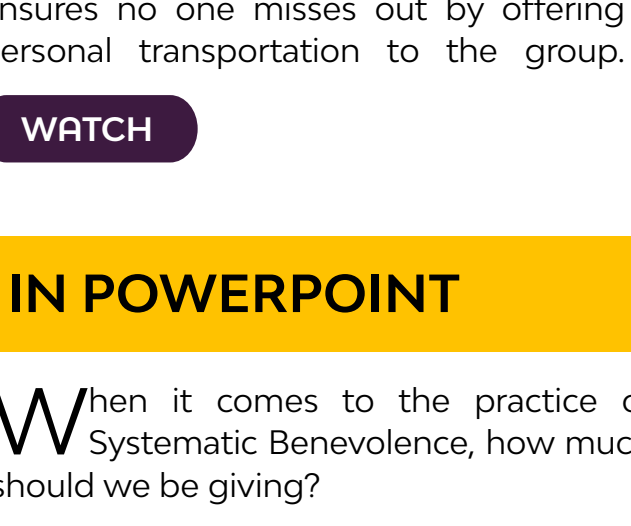 nsures no one misses out by offering
ersonal transportation to the group.
WATCH
IN POWERPOINT
When it comes to the practice
Systematic Benevolence, how muc
should we be giving?